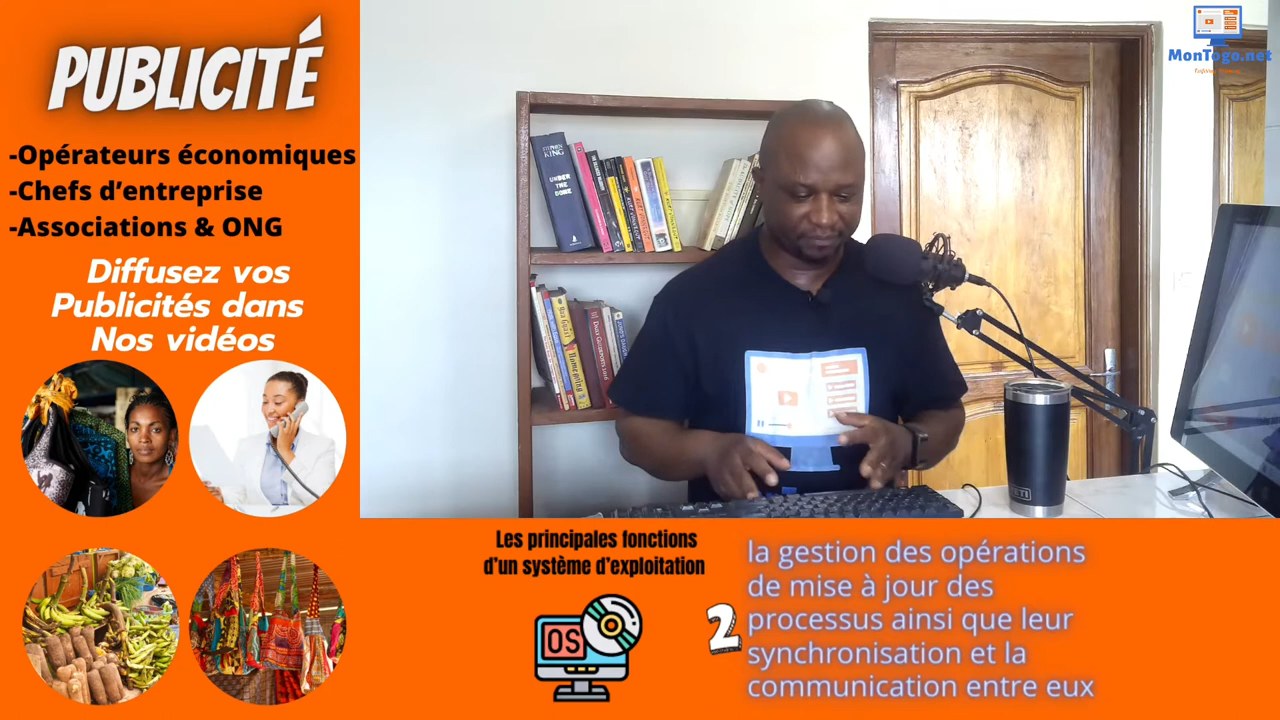 PUBLICITÉ
-Opérateurs économiques
-Chefs d’entreprise
-Associations & ONG
Diffusez vos
Publicités dans
Nos vidéos
MonTogo.net
STEPHEN
KING
UNDER
THE
DOME
Homegoing
YETI
Les principales fonctions
d’un système d’exploitation
OS
2
la gestion des opérations
de mise à jour des
processus ainsi que leur
synchronisation et la
communication entre eux